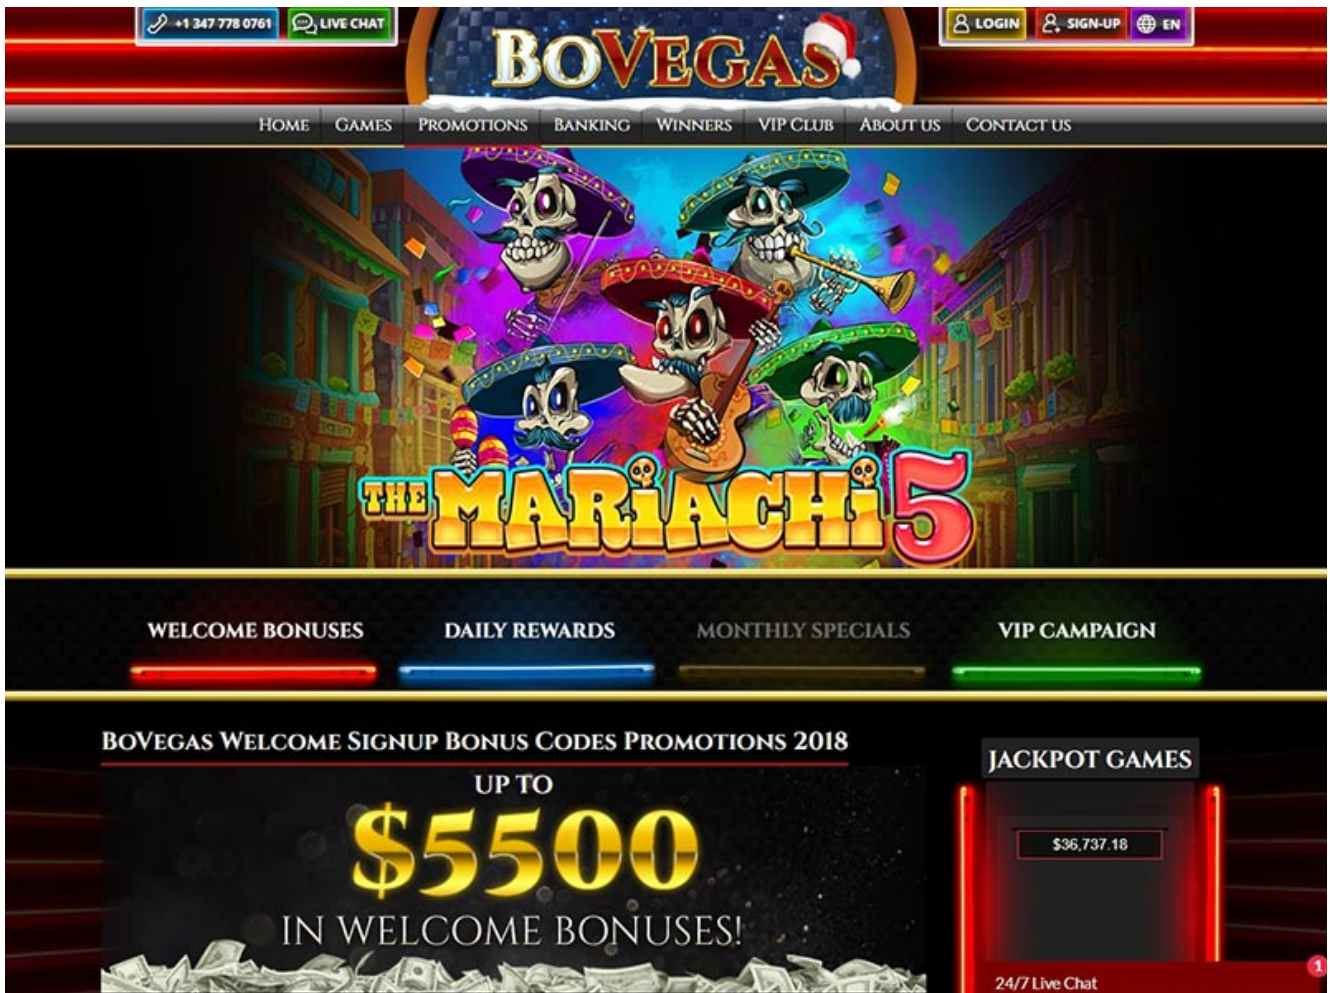 +1 347 778 0761
LIVE CHAT
BOVEGAS
LOGIN
SIGN-UP
EN
HOME GAMES PROMOTIONS BANKING WINNERS VIP CLUB ABOUT US CONTACT US
THE MARIACHI 5
WELCOME BONUSES
DAILY REWARDS
MONTHLY SPECIALS
VIP CAMPAIGN
BOVEGAS WELCOME SIGNUP BONUS CODES PROMOTIONS 2018
UP TO
$5500
IN WELCOME BONUSES!
JACKPOT GAMES
$36,737.18
1
24/7 Live Chat